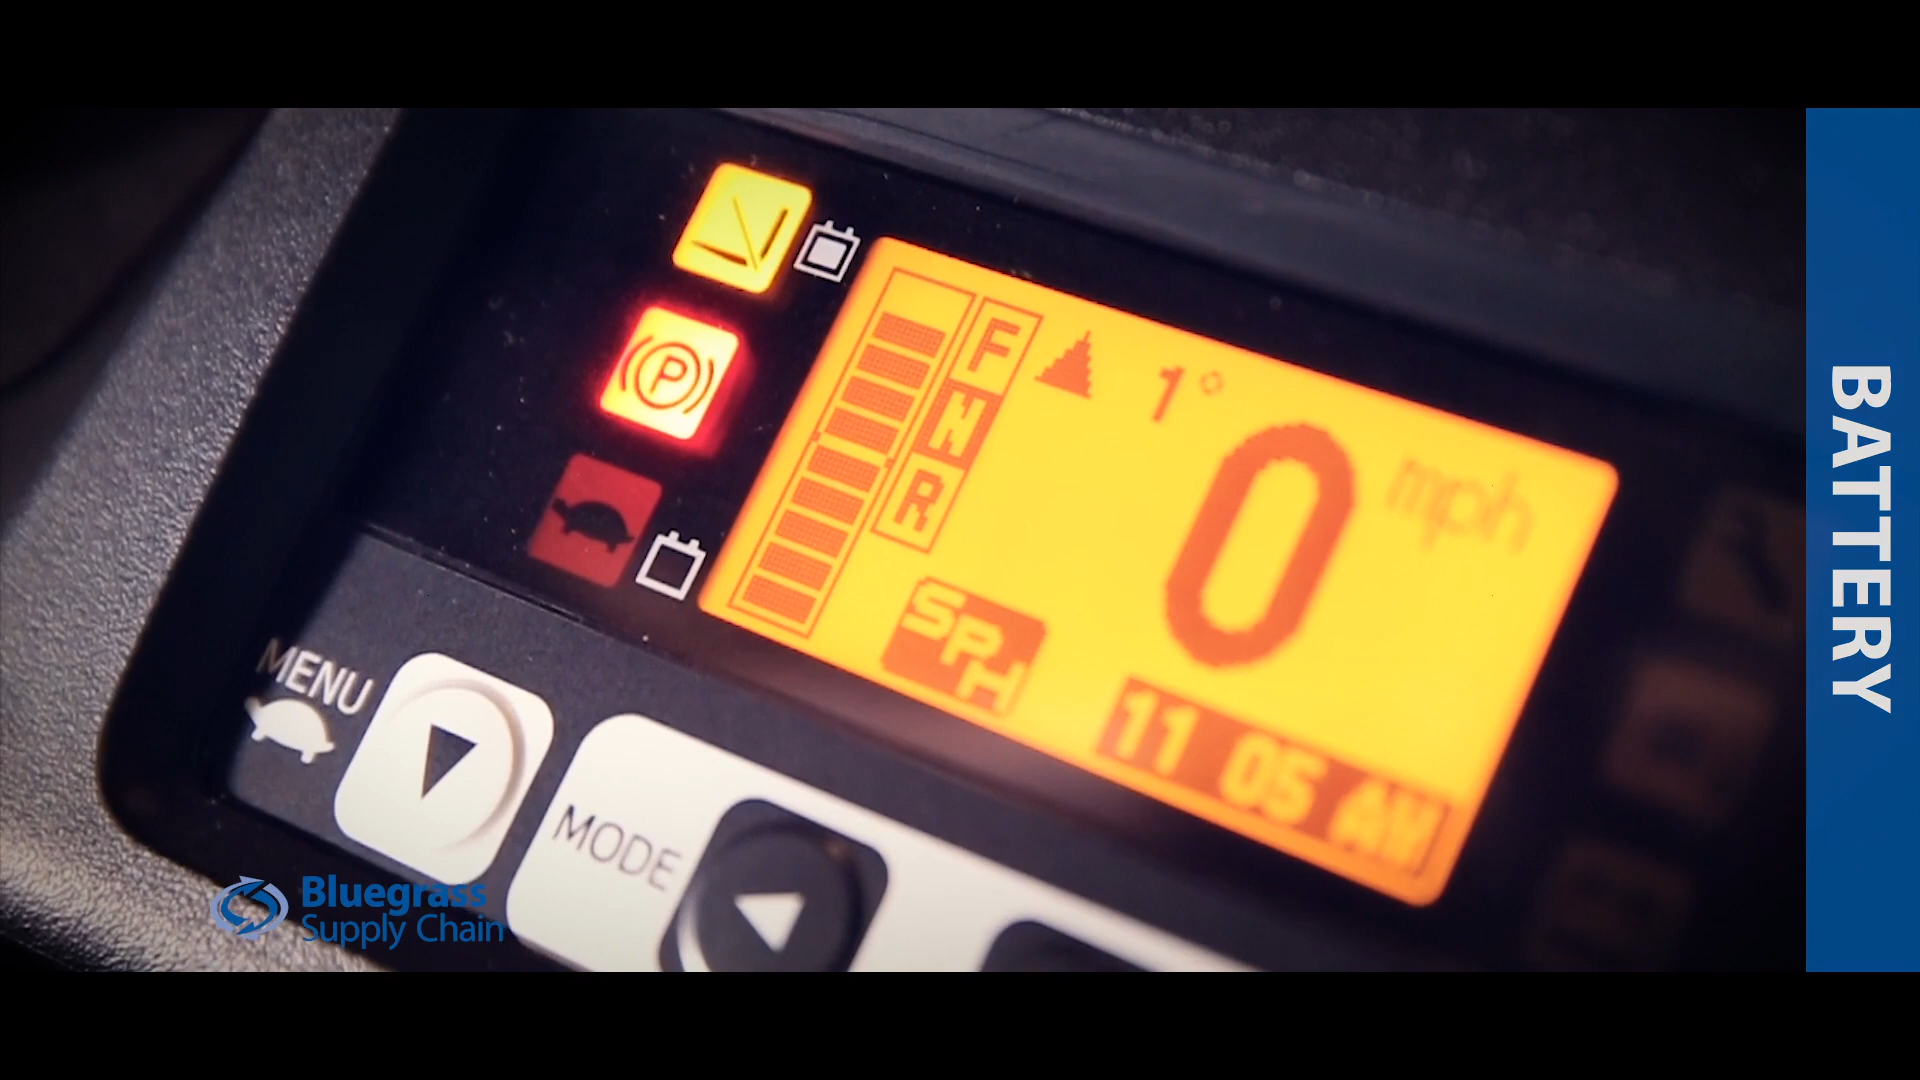 P
F
N
R
1°
0 mph
SPH
11 05 AM
MENU
MODE
Bluegrass
Supply Chain
BATTERY